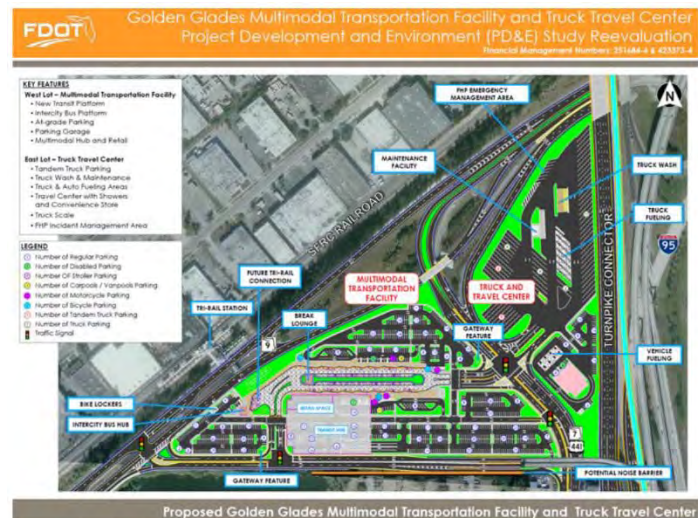 FDOT
Golden Glades Multimodal Transportation Facility and Truck Travel Center
Project Development and Environment (PD&E) Study Reevaluation
Financial Management Numbers: 251684-6 & 423373-4
KEY FEATURES
West Lot – Multimodal Transportation Facility
• New Transit Platform
• Intercity Bus Platform
• At-grade Parking
• Parking Garage
• Multimodal Hub and Retail
East Lot – Truck Travel Center
• Tandem Truck Parking
• Truck Wash & Maintenance
• Truck & Auto Fueling Areas
• Travel Center with Showers
and Convenience Store
• Truck Scale
• FHP Incident Management Area
LEGEND
Number of Regular Parking
Number of Disabled Parking
Number Of Stroller Parking
Number of Carpools / Vanpools Parking
Number of Motorcycle Parking
Number of Bicycle Parking
Number of Tandem Truck Parking
Number of Truck Parking
Traffic Signal
FHP EMERGENCY
MANAGEMENT AREA
N
MAINTENANCE
FACILITY
TRUCK WASH
TRUCK
FUELING
SFRC RAILROAD
TURNPIKE CONNECTOR
95
FUTURE TRI-RAIL
CONNECTION
MULTIMODAL
TRANSPORTATION
FACILITY
TRUCK AND
TRAVEL CENTER
TRI-RAIL STATION
9
BREAK
LOUNGE
GATEWAY
FEATURE
VEHICLE
FUELING
BIKE LOCKERS
INTERCITY BUS HUB
TRANSIT HUB
7
441
GATEWAY FEATURE
POTENTIAL NOISE BARRIER
Proposed Golden Glades Multimodal Transportation Facility and Truck Travel Center